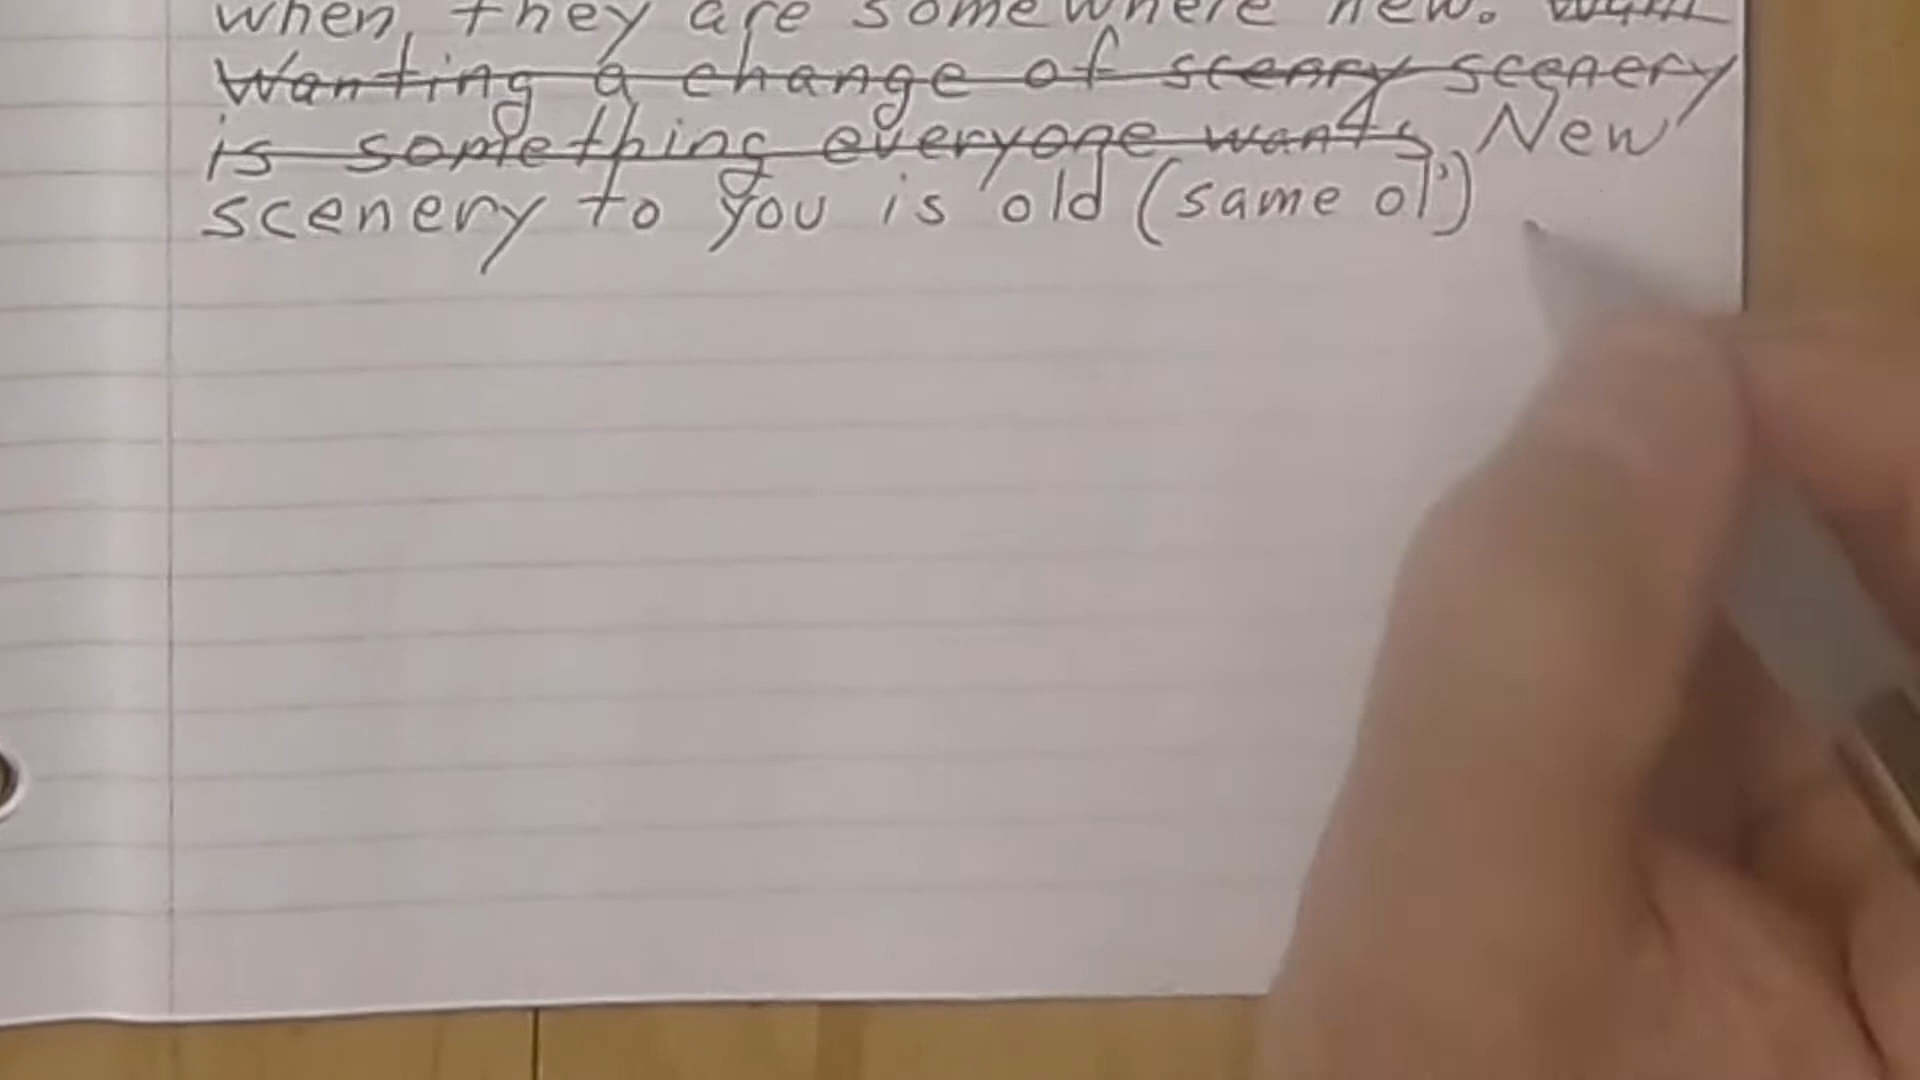 when, they are somewhere new. Want
Wanting a change of scenry scenery
is something everyone wants. New
scenery to you is old (same ol')